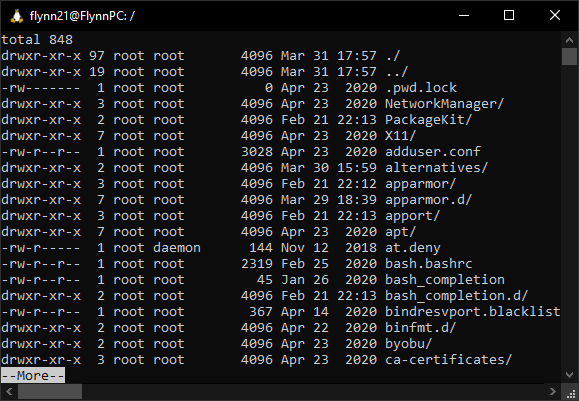 flynn21@FlynnPC: /
total 848
drwxr-xr-x 97 root root       4096 Mar 31 17:57 ./
drwxr-xr-x 19 root root       4096 Mar 31 17:57 ../
-rw-------  1 root root          0 Apr 23  2020 .pwd.lock
drwxr-xr-x  3 root root       4096 Apr 23  2020 NetworkManager/
drwxr-xr-x  2 root root       4096 Feb 21 22:13 PackageKit/
drwxr-xr-x  7 root root       4096 Apr 23  2020 X11/
-rw-r--r--  1 root root       3028 Apr 23  2020 adduser.conf
drwxr-xr-x  2 root root       4096 Mar 30 15:59 alternatives/
drwxr-xr-x  3 root root       4096 Feb 21 22:12 apparmor/
drwxr-xr-x  7 root root       4096 Mar 29 18:39 apparmor.d/
drwxr-xr-x  3 root root       4096 Feb 21 22:13 apport/
drwxr-xr-x  7 root root       4096 Apr 23  2020 apt/
-rw-r-----  1 root daemon      144 Nov 12  2018 at.deny
-rw-r--r--  1 root root       2319 Feb 25  2020 bash.bashrc
-rw-r--r--  1 root root         45 Jan 26  2020 bash_completion
drwxr-xr-x  2 root root       4096 Feb 21 22:13 bash_completion.d/
-rw-r--r--  1 root root        367 Apr 14  2020 bindresvport.blacklist
drwxr-xr-x  2 root root       4096 Apr 22  2020 binfmt.d/
drwxr-xr-x  2 root root       4096 Apr 23  2020 byobu/
drwxr-xr-x  3 root root       4096 Apr 23  2020 ca-certificates/
--More--